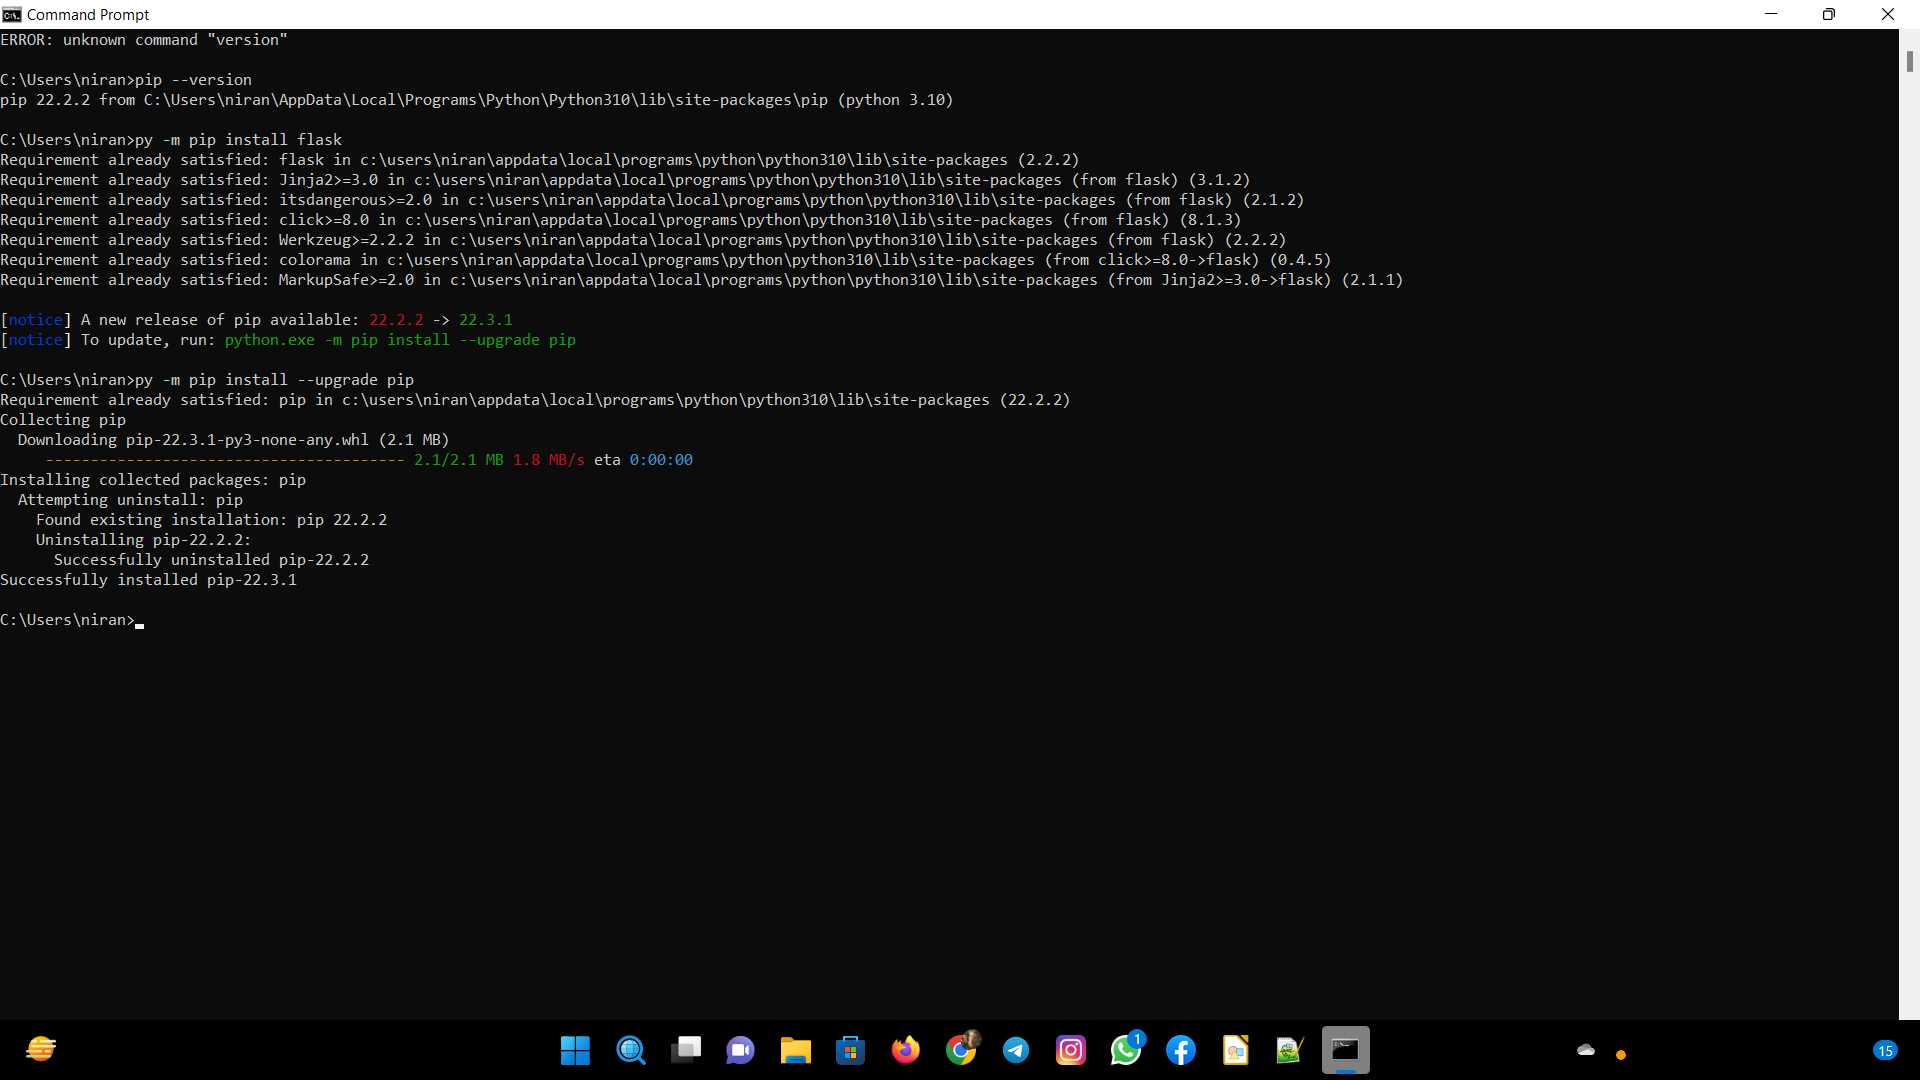 Command Prompt
ERROR: unknown command "version"
C:\Users\niran>pip --version
pip 22.2.2 from C:\Users\niran\AppData\Local\Programs\Python\Python310\lib\site-packages\pip (python 3.10)
C:\Users\niran>py -m pip install flask
Requirement already satisfied: flask in c:\users\niran\appdata\local\programs\python\python310\lib\site-packages (2.2.2)
Requirement already satisfied: Jinja2>=3.0 in c:\users\niran\appdata\local\programs\python\python310\lib\site-packages (from flask) (3.1.2)
Requirement already satisfied: itsdangerous>=2.0 in c:\users\niran\appdata\local\programs\python\python310\lib\site-packages (from flask) (2.1.2)
Requirement already satisfied: click>=8.0 in c:\users\niran\appdata\local\programs\python\python310\lib\site-packages (from flask) (8.1.3)
Requirement already satisfied: Werkzeug>=2.2.2 in c:\users\niran\appdata\local\programs\python\python310\lib\site-packages (from flask) (2.2.2)
Requirement already satisfied: colorama in c:\users\niran\appdata\local\programs\python\python310\lib\site-packages (from click>=8.0->flask) (0.4.5)
Requirement already satisfied: MarkupSafe>=2.0 in c:\users\niran\appdata\local\programs\python\python310\lib\site-packages (from Jinja2>=3.0->flask) (2.1.1)
[notice] A new release of pip available: 22.2.2 -> 22.3.1
[notice] To update, run: python.exe -m pip install --upgrade pip
C:\Users\niran>py -m pip install --upgrade pip
Requirement already satisfied: pip in c:\users\niran\appdata\local\programs\python\python310\lib\site-packages (22.2.2)
Collecting pip
Downloading pip-22.3.1-py3-none-any.whl (2.1 MB)
---------------------------------------- 2.1/2.1 MB 1.8 MB/s eta 0:00:00
Installing collected packages: pip
Attempting uninstall: pip
Found existing installation: pip 22.2.2
Uninstalling pip-22.2.2:
Successfully uninstalled pip-22.2.2
Successfully installed pip-22.3.1
C:\Users\niran>
1
15